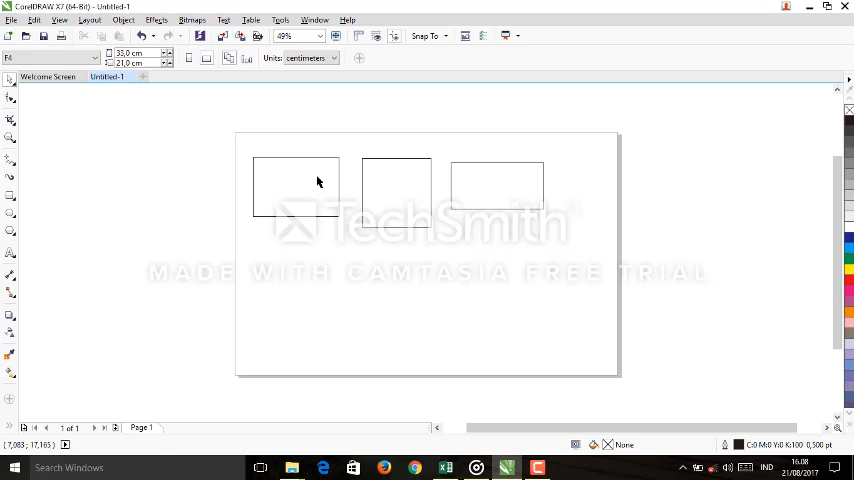 CorelDRAW X7 (64-Bit) - Untitled-1
File Edit View Layout Object Effects Bitmaps Text Table Tools Window Help
49% Snap To
F4 33,0 cm 21,0 cm Units: centimeters
Welcome Screen Untitled-1
TechSmith®
MADE WITH CAMTASIA FREE TRIAL
1 of 1 Page 1
( 7,083 ; 17,165 ) None C:0 M:0 Y:0 K:100 0,500 pt
Search Windows IND 16.08
21/08/2017